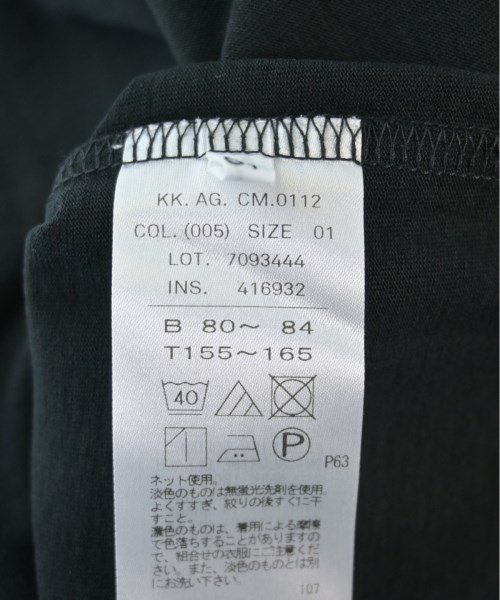 KK. AG. CM.0112
COL. (005) SIZE 01
LOT. 7093444
INS. 416932
B 80～ 84
T155～165
40
P P63
ネット使用。
淡色のものは無蛍光洗剤を使用。
よくすすぎ、絞りの後すぐに干
すこと。
濃色のものは、着用による摩擦
で色落ちすることがありますの
で、組合せの衣服にご注意くだ
さい。また、淡色のものとは別
にお洗い下さい。
107